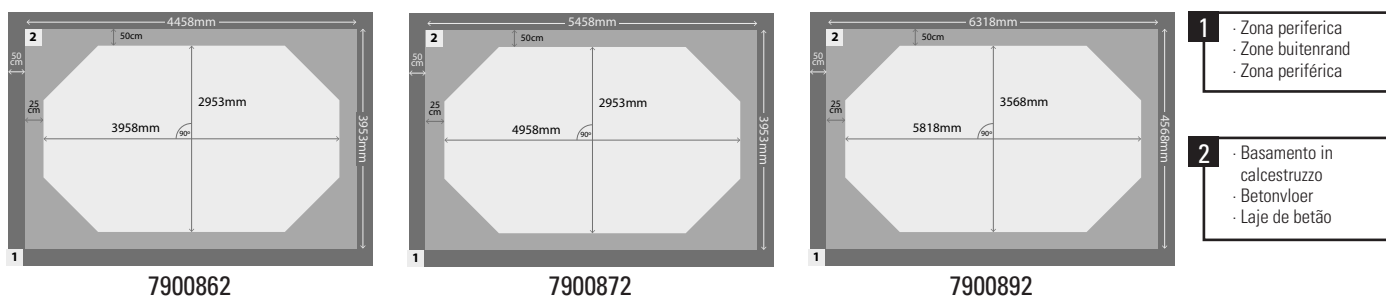 4458mm
2
50cm
50
cm
25
cm
2953mm
3958mm
90º
3953mm
1
7900862
5458mm
2
50cm
50
cm
25
cm
2953mm
4958mm
90º
3953mm
1
7900872
6318mm
2
50cm
50
cm
25
cm
3568mm
5818mm
90º
4568mm
1
7900892
1
· Zona periferica
· Zone buitenrand
· Zona periférica
2
· Basamento in
calcestruzzo
· Betonvloer
· Laje de betão